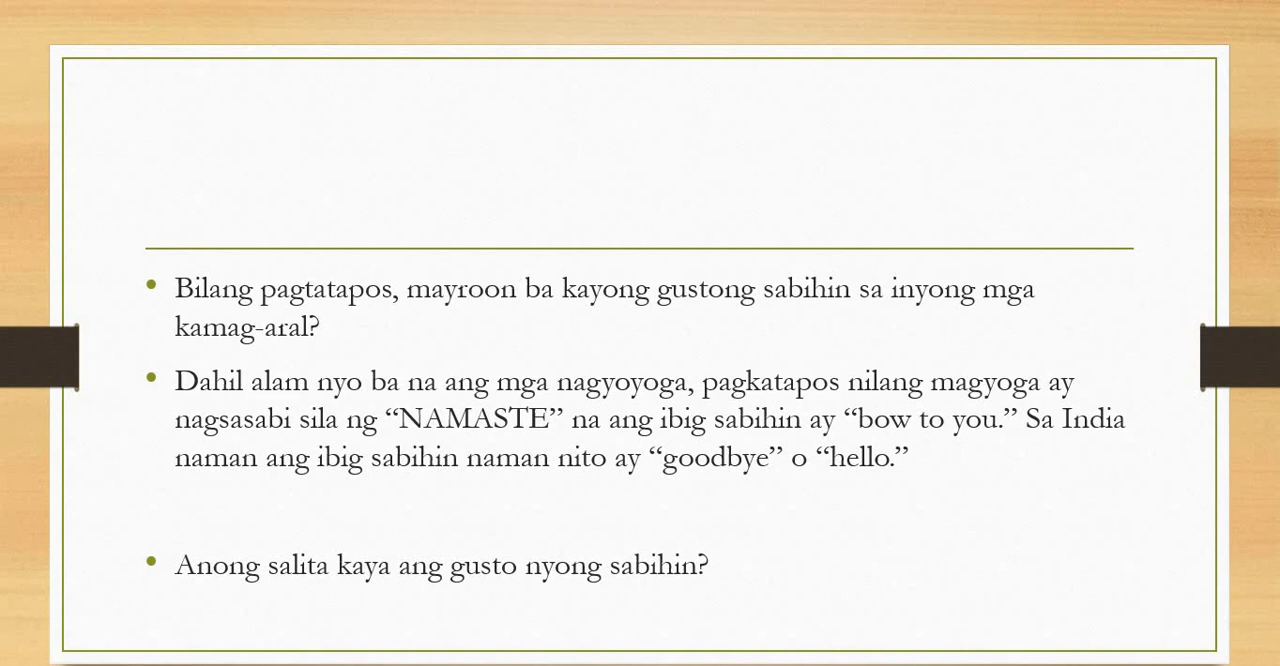 • Bilang pagtatapos, mayroon ba kayong gustong sabihin sa inyong mga
kamag-aral?
• Dahil alam nyo ba na ang mga nagyoyoga, pagkatapos nilang magyoga ay
nagsasabi sila ng “NAMASTE” na ang ibig sabihin ay “bow to you.” Sa India
naman ang ibig sabihin naman nito ay “goodbye” o “hello.”
• Anong salita kaya ang gusto nyong sabihin?